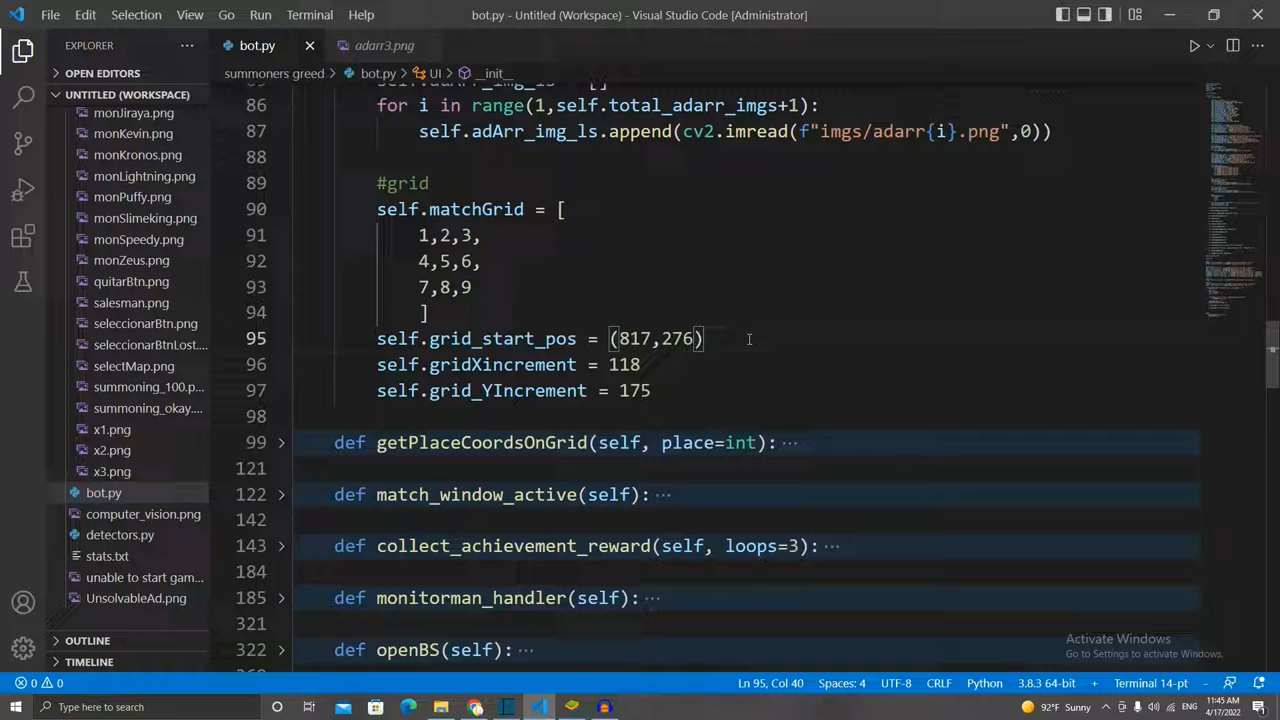 File Edit Selection View Go Run Terminal Help bot.py - Untitled (Workspace) - Visual Studio Code [Administrator]
EXPLORER ··· bot.py adarr3.png
OPEN EDITORS
UNTITLED (WORKSPACE)
monJiraya.png
monKevin.png
monKronos.png
monLightning.png
monPuffy.png
monSlimeking.png
monSpeedy.png
monZeus.png
quitarBtn.png
salesman.png
seleccionarBtn.png
seleccionarBtnLost...
selectMap.png
summoning_100.p...
summoning_okay....
x1.png
x2.png
x3.png
bot.py
computer_vision.png
detectors.py
stats.txt
unable to start gam...
UnsolvableAd.png
OUTLINE
TIMELINE
summoners greed > bot.py > UI > __init__
86 for i in range(1,self.total_adarr_imgs+1):
87 self.adArr_img_ls.append(cv2.imread(f"imgs/adarr{i}.png",0))
88
89 #grid
90 self.matchGrid = [
91 1,2,3,
92 4,5,6,
93 7,8,9
94 ]
95 self.grid_start_pos = (817,276)
96 self.gridXincrement = 118
97 self.grid_YIncrement = 175
98
99 def getPlaceCoordsOnGrid(self, place=int): ···
121
122 def match_window_active(self): ···
142
143 def collect_achievement_reward(self, loops=3): ···
184
185 def monitorman_handler(self): ···
321
322 def openBS(self): ···
Activate Windows
Go to Settings to activate Windows.
0 0 Ln 95, Col 40 Spaces: 4 UTF-8 CRLF Python 3.8.3 64-bit Terminal 14-pt
Type here to search 92°F Sunny 11:45 AM
4/17/2022